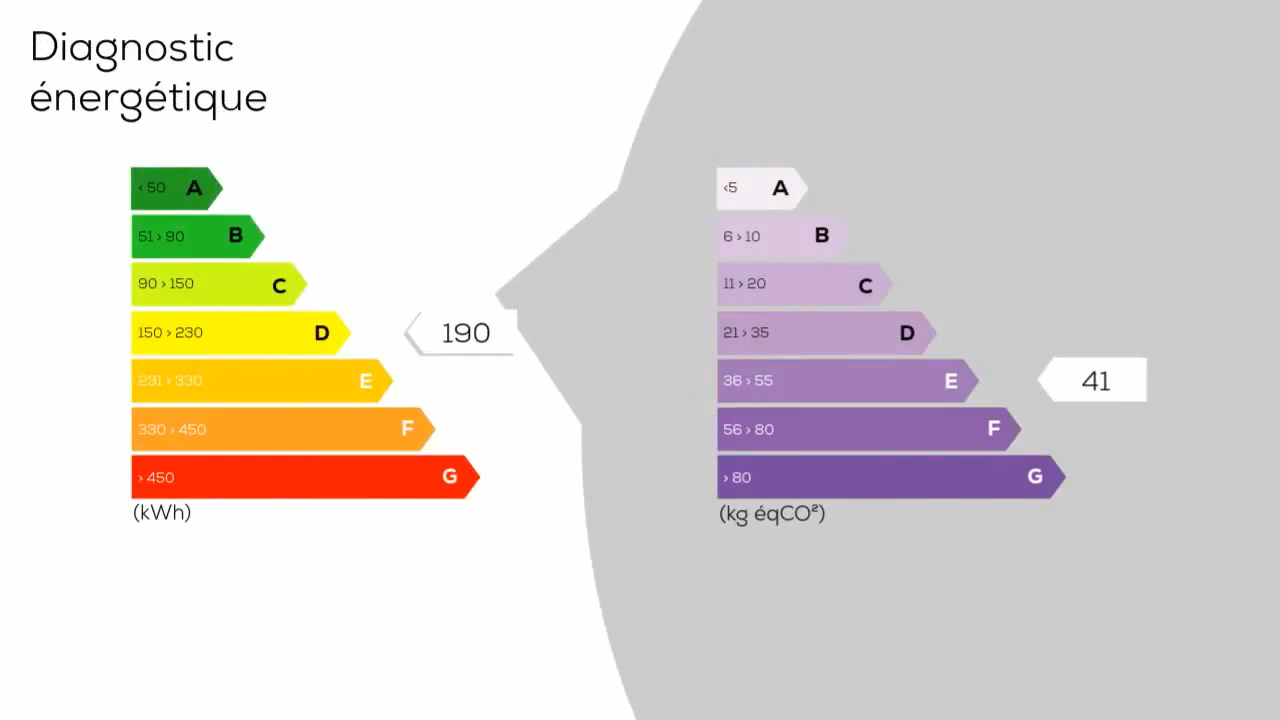 Diagnostic
énergétique
< 50 A
51 > 90 B
90 > 150 C
150 > 230 D
190
231 > 330 E
330 > 450 F
> 450 G
(kWh)
<5 A
6 > 10 B
11 > 20 C
21 > 35 D
36 > 55 E
41
56 > 80 F
> 80 G
(kg éqCO²)